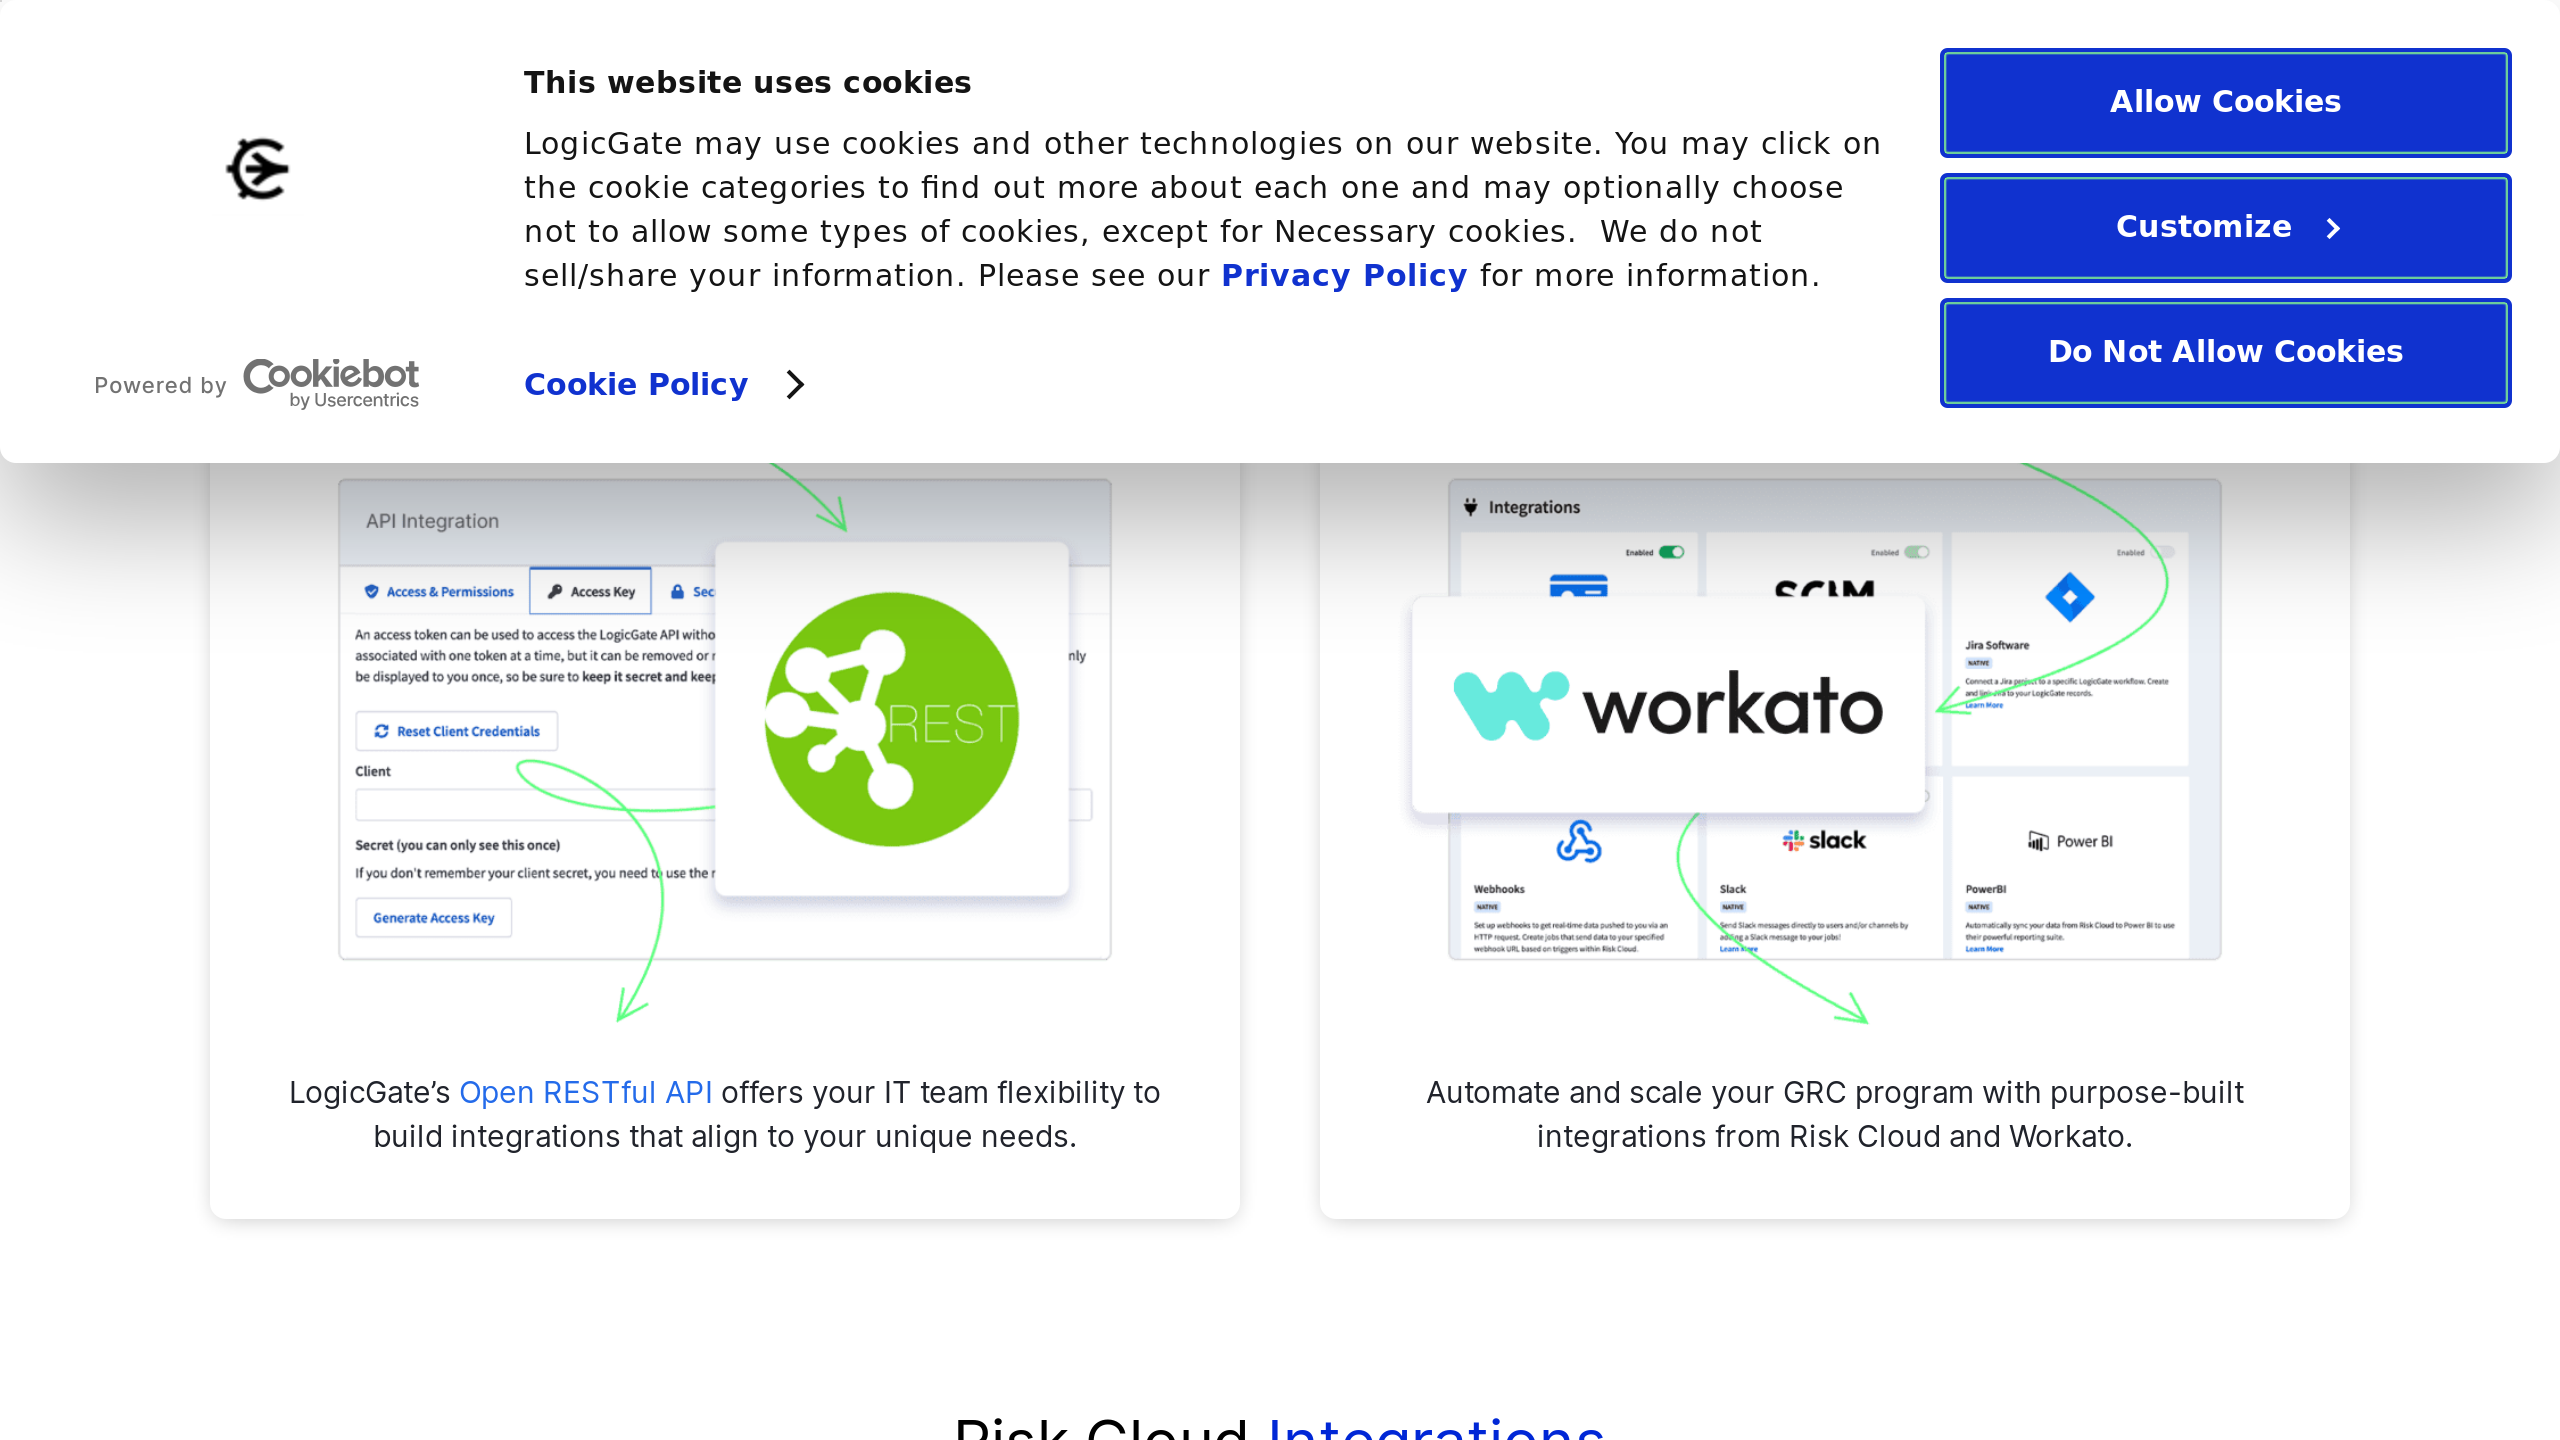 This website uses cookies
LogicGate may use cookies and other technologies on our website. You may click on
the cookie categories to find out more about each one and may optionally choose
not to allow some types of cookies, except for Necessary cookies.  We do not
sell/share your information. Please see our Privacy Policy for more information.
Powered by Cookiebot
by Usercentrics
Cookie Policy
Allow Cookies
Customize
Do Not Allow Cookies
API Integration
Access & Permissions
Access Key
Sec
An access token can be used to access the LogicGate API witho
associated with one token at a time, but it can be removed or r
nly
be displayed to you once, so be sure to keep it secret and keep
Reset Client Credentials
Client
Secret (you can only see this once)
If you don't remember your client secret, you need to use the r
Generate Access Key
REST
LogicGate’s Open RESTful API offers your IT team flexibility to
build integrations that align to your unique needs.
Integrations
Enabled
Enabled
Enabled
SCIM
Jira Software
NATIVE
Connect a Jira project to a specific LogicGate workflow. Create
and link Jira to your LogicGate records.
Learn More
workato
Webhooks
NATIVE
Set up webhooks to get real-time data pushed to you via an
HTTP request. Create jobs that send data to your specified
webhook URL based on triggers within Risk Cloud.
slack
Slack
NATIVE
Send Slack messages directly to users and/or channels by
adding a Slack message to your jobs!
Learn More
Power BI
PowerBI
NATIVE
Automatically sync your data from Risk Cloud to Power BI to use
their powerful reporting suite.
Learn More
Automate and scale your GRC program with purpose-built
integrations from Risk Cloud and Workato.
Risk Cloud Integrations